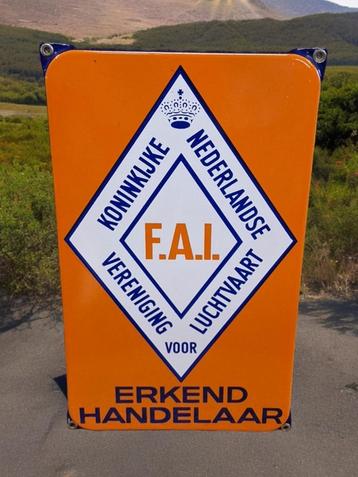 KONINKLIJKE
NEDERLANDSE
VERENIGING
VOOR
LUCHTVAART
F.A.I.
ERKEND
HANDELAAR